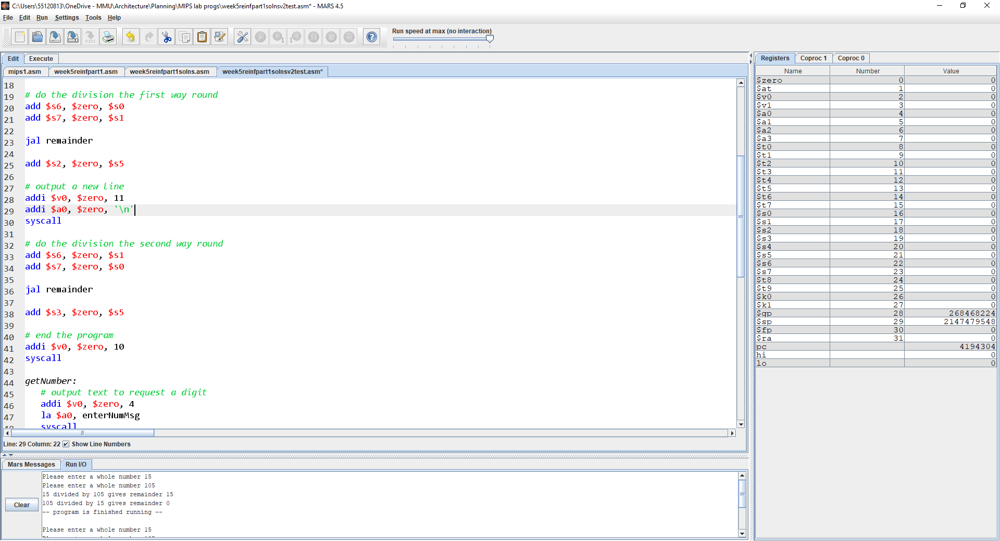 C:\Users\55120813\OneDrive - MMU\Architecture\Planning\MIPS lab progs\week5reinfpart1solnsv2test.asm* - MARS 4.5
File Edit Run Settings Tools Help
Run speed at max (no interaction)
Edit Execute
mips1.asm week5reinfpart1.asm week5reinfpart1solns.asm week5reinfpart1solnsv2test.asm*
18
19 # do the division the first way round
20 add $s6, $zero, $s0
21 add $s7, $zero, $s1
22
23 jal remainder
24
25 add $s2, $zero, $s5
26
27 # output a new line
28 addi $v0, $zero, 11
29 addi $a0, $zero, '\n'
30 syscall
31
32 # do the division the second way round
33 add $s6, $zero, $s1
34 add $s7, $zero, $s0
35
36 jal remainder
37
38 add $s3, $zero, $s5
39
40 # end the program
41 addi $v0, $zero, 10
42 syscall
43
44 getNumber:
45 # output text to request a digit
46 addi $v0, $zero, 4
47 la $a0, enterNumMsg
48 syscall
Line: 29 Column: 22 Show Line Numbers
Mars Messages Run I/O
Clear
Please enter a whole number 15
Please enter a whole number 105
15 divided by 105 gives remainder 15
105 divided by 15 gives remainder 0
-- program is finished running --
Please enter a whole number 15
Please enter a whole number 105
Registers Coproc 1 Coproc 0
Name Number Value
$zero 0 0
$at 1 0
$v0 2 0
$v1 3 0
$a0 4 0
$a1 5 0
$a2 6 0
$a3 7 0
$t0 8 0
$t1 9 0
$t2 10 0
$t3 11 0
$t4 12 0
$t5 13 0
$t6 14 0
$t7 15 0
$s0 16 0
$s1 17 0
$s2 18 0
$s3 19 0
$s4 20 0
$s5 21 0
$s6 22 0
$s7 23 0
$t8 24 0
$t9 25 0
$k0 26 0
$k1 27 0
$gp 28 268468224
$sp 29 2147479548
$fp 30 0
$ra 31 0
pc 4194304
hi 0
lo 0